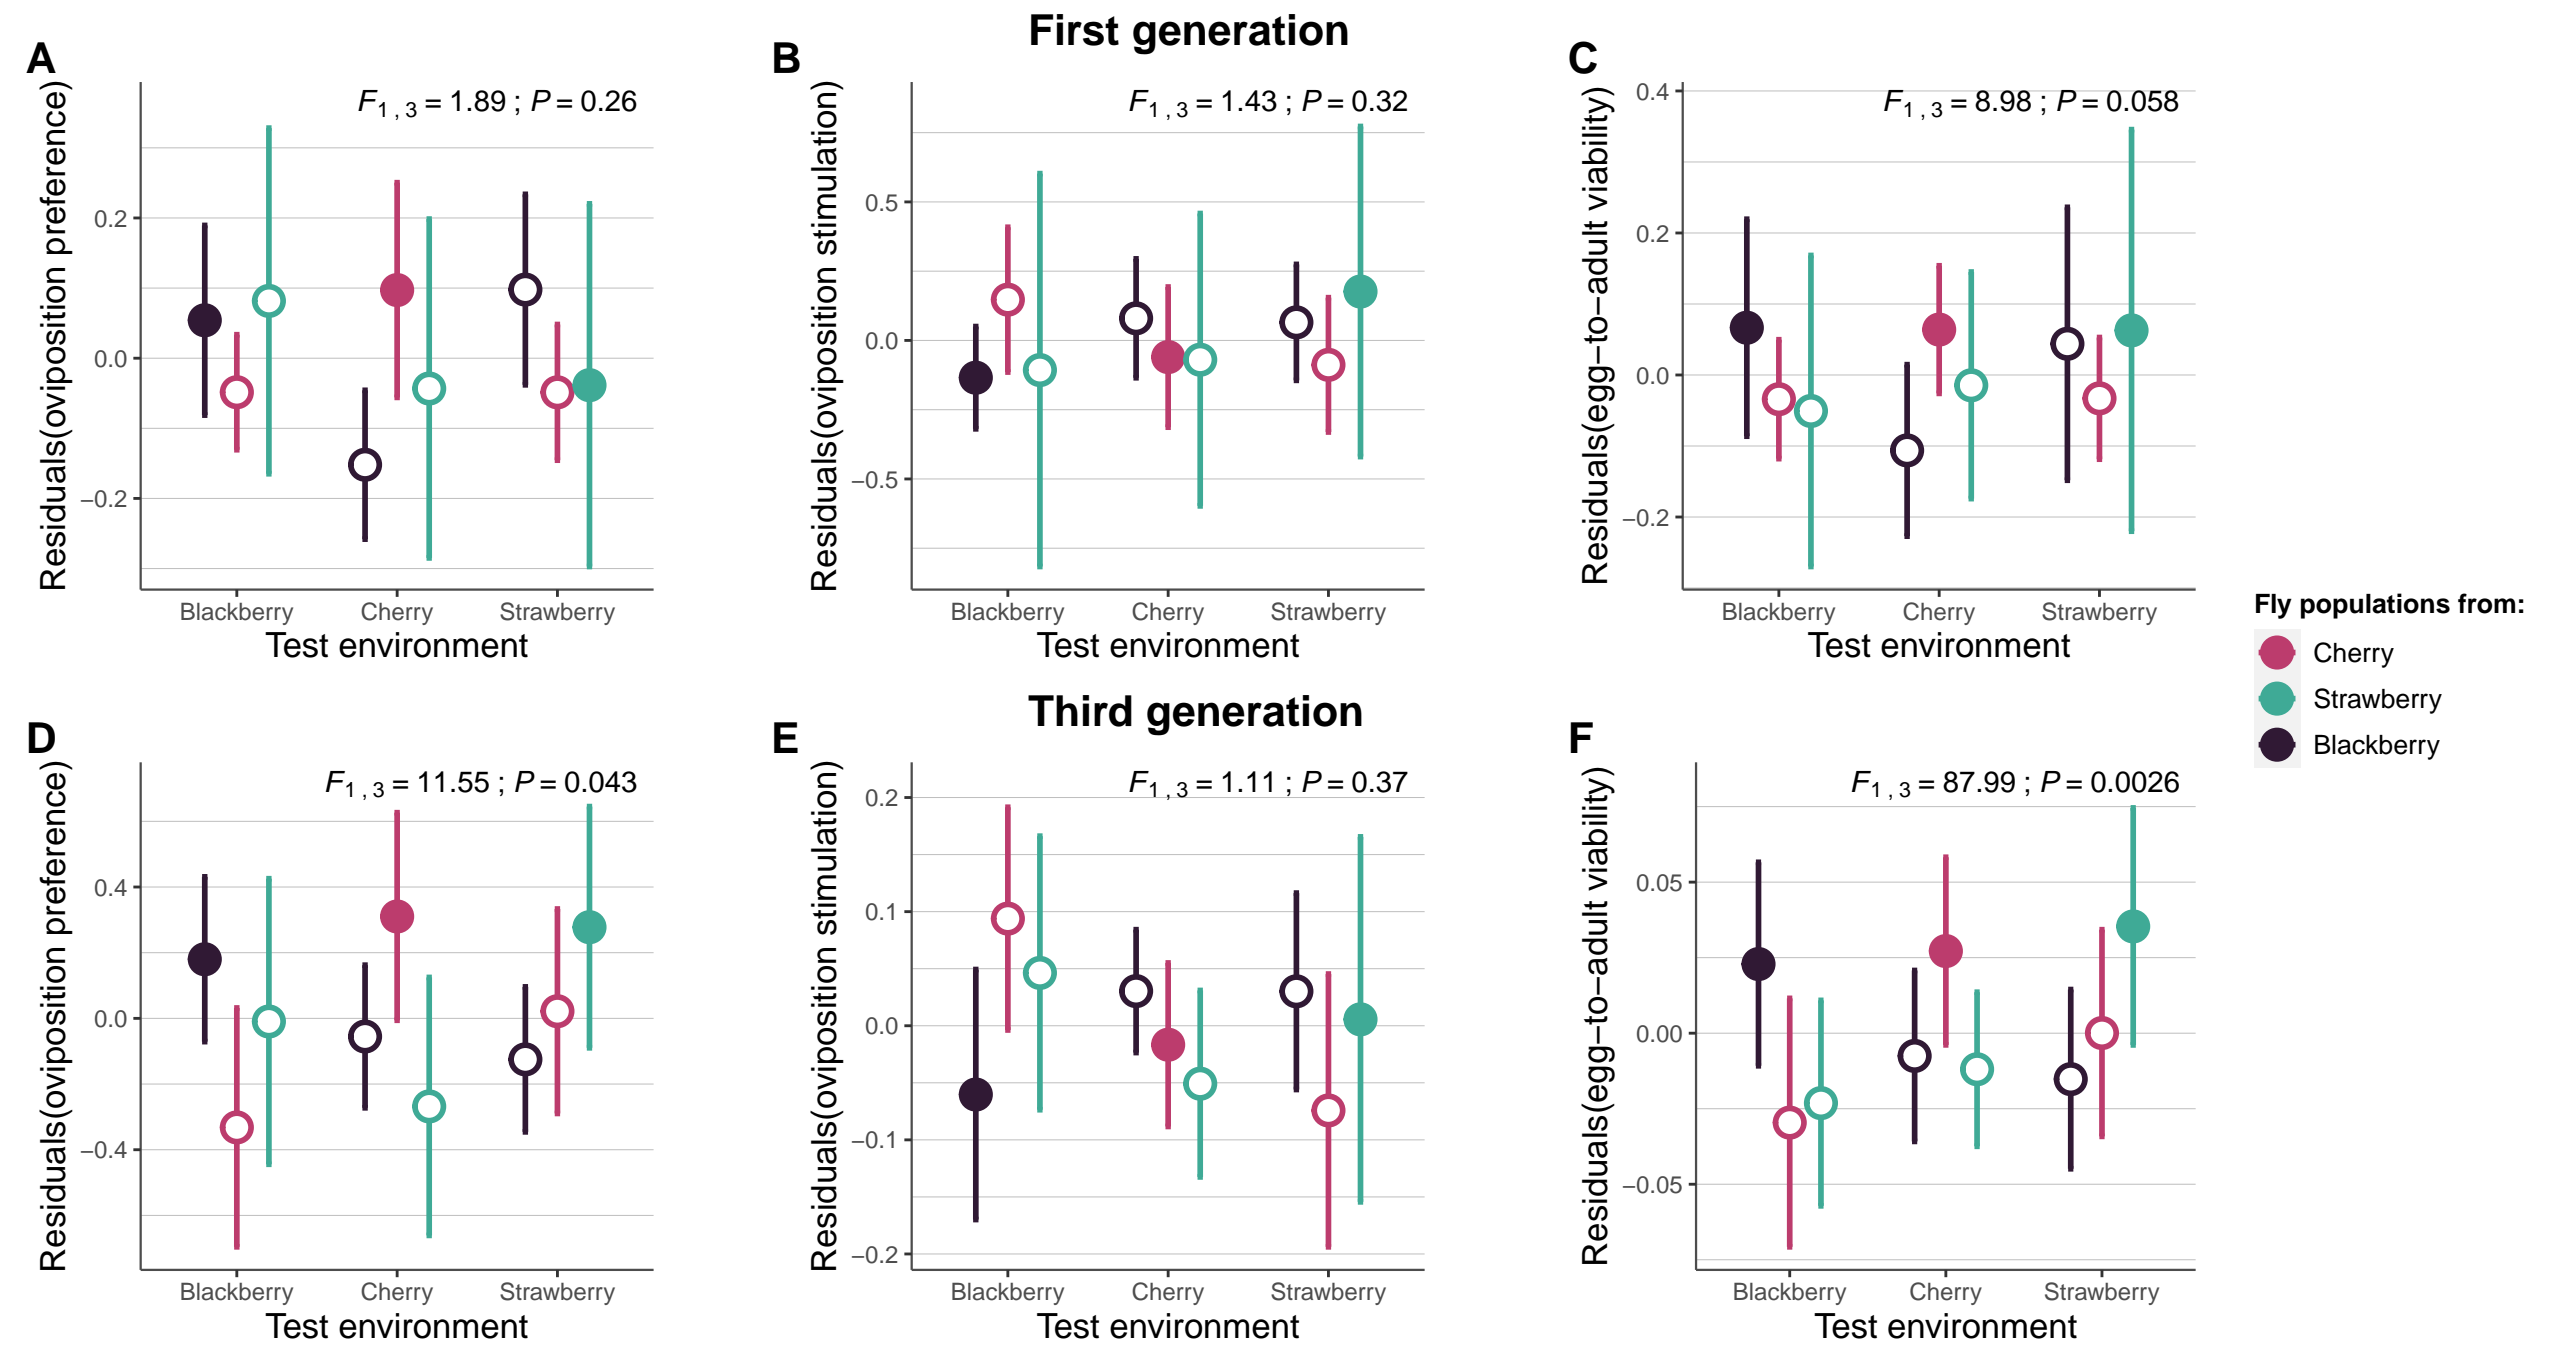 First generation
A
B
C
Residuals(oviposition preference)
0.2
0.0
−0.2
F1 , 3 = 1.89 ; P = 0.26
Blackberry Cherry Strawberry
Test environment
Residuals(oviposition stimulation)
0.5
0.0
−0.5
F1 , 3 = 1.43 ; P = 0.32
Blackberry Cherry Strawberry
Test environment
Residuals(egg−to−adult viability)
0.4
0.2
0.0
−0.2
F1 , 3 = 8.98 ; P = 0.058
Blackberry Cherry Strawberry
Test environment
Fly populations from:
Cherry
Strawberry
Blackberry
Third generation
D
E
F
Residuals(oviposition preference)
0.4
0.0
−0.4
F1 , 3 = 11.55 ; P = 0.043
Blackberry Cherry Strawberry
Test environment
Residuals(oviposition stimulation)
0.2
0.1
0.0
−0.1
−0.2
F1 , 3 = 1.11 ; P = 0.37
Blackberry Cherry Strawberry
Test environment
Residuals(egg−to−adult viability)
0.05
0.00
−0.05
F1 , 3 = 87.99 ; P = 0.0026
Blackberry Cherry Strawberry
Test environment